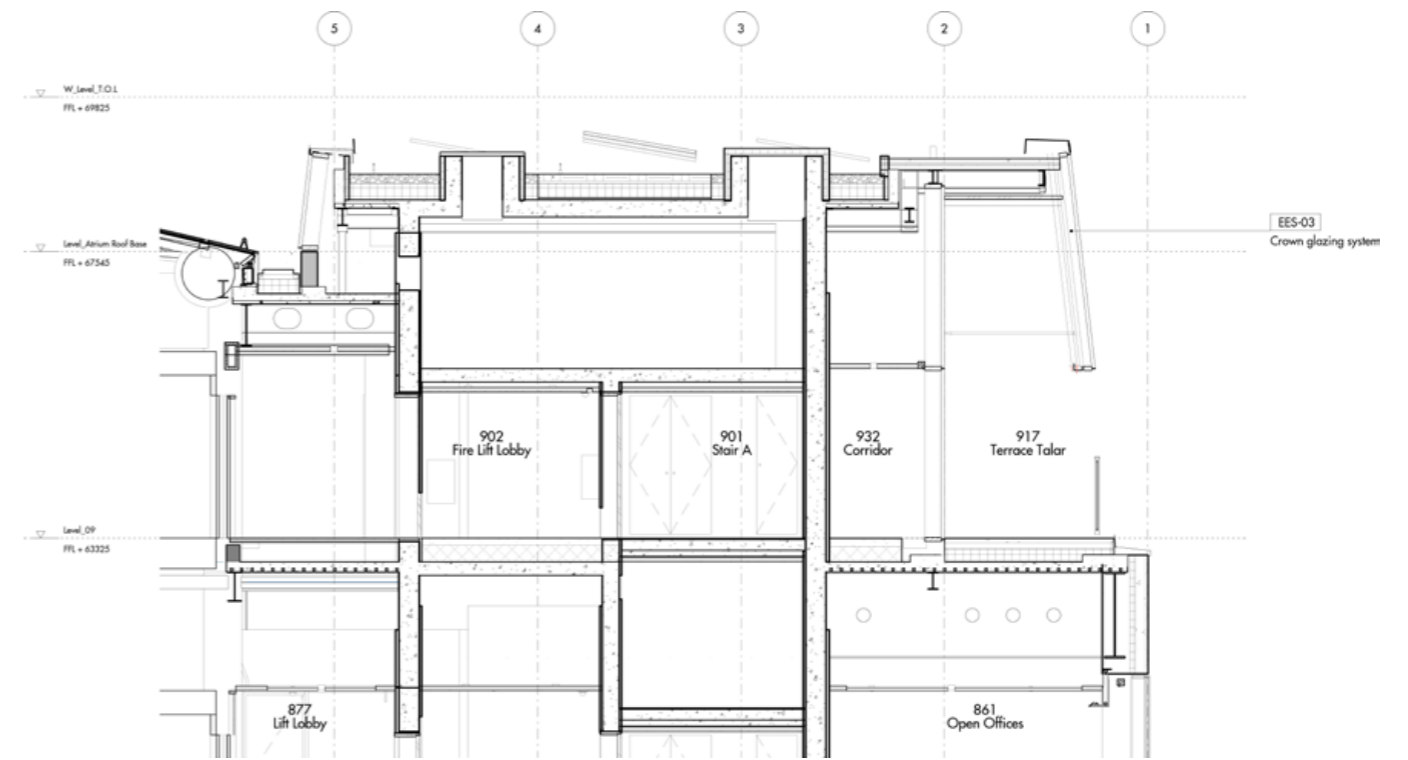 5
4
3
2
1
W_Level_T.O.L
FFL + 69825
EES-03
Crown glazing system
Level_Atrium Roof Base
FFL + 67545
902
Fire Lift Lobby
901
Stair A
932
Corridor
917
Terrace Talar
Level_09
FFL + 63325
877
Lift Lobby
861
Open Offices